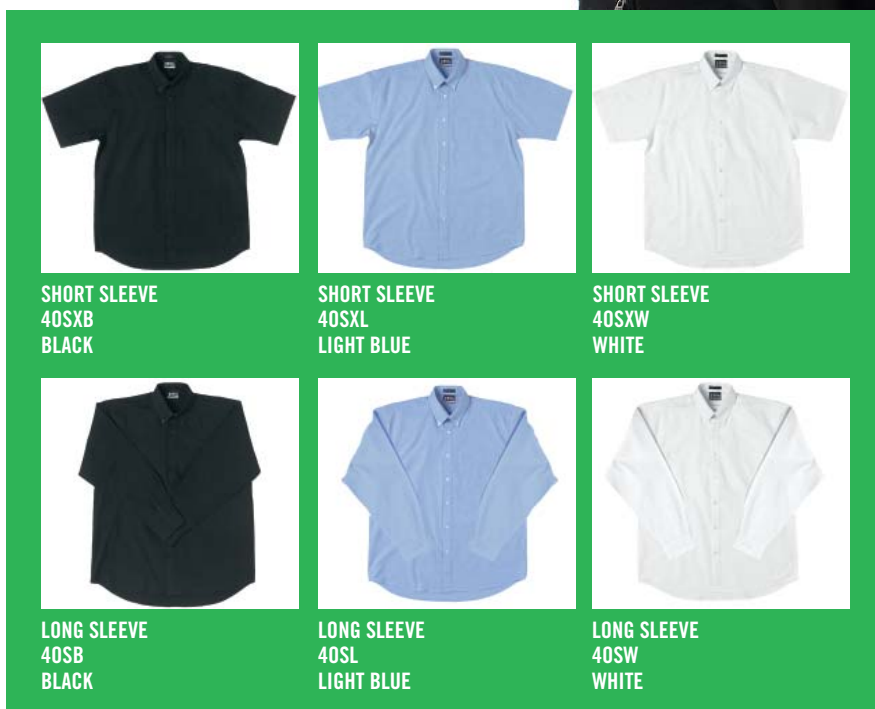 SHORT SLEEVE
40SXB
BLACK
SHORT SLEEVE
40SXL
LIGHT BLUE
SHORT SLEEVE
40SXW
WHITE
LONG SLEEVE
40SB
BLACK
LONG SLEEVE
40SL
LIGHT BLUE
LONG SLEEVE
40SW
WHITE